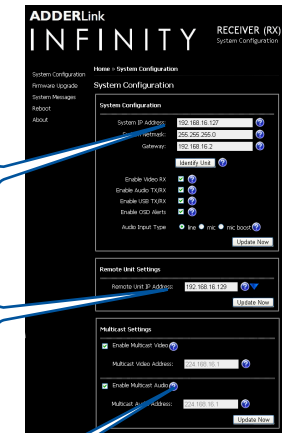 ADDERLink
INFINITY
RECEIVER (RX)
System Configuration
System Configuration
Firmware Upgrade
System Messages
Reboot
About
Home » System Configuration
System Configuration
System Configuration
System IP Address: 192.168.16.127
Netmask: 255.255.255.0
Gateway: 192.168.16.2
Identify Unit ?
Enable Video RX ?
Enable Audio TX/RX ?
Enable USB TX/RX ?
Enable OSD Alerts ?
Audio Input Type line mic mic boost ?
Update Now
Remote Unit Settings
Remote Unit IP Address: 192.168.16.129 ?
Update Now
Multicast Settings
Enable Multicast Video ?
Multicast Video Address: 224.168.16.1
Enable Multicast Audio ?
Multicast Address: 224.168.16.1
Update Now